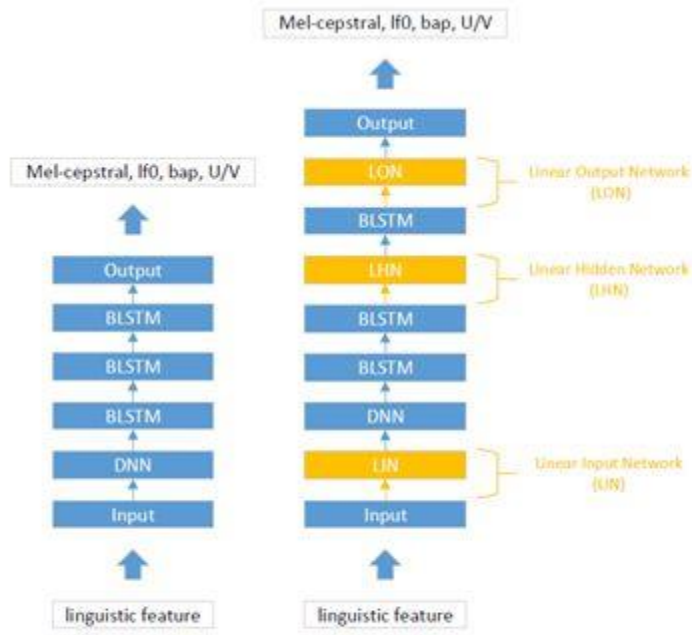 Mel-cepstral, lf0, bap, U/V
Output
BLSTM
BLSTM
BLSTM
DNN
Input
linguistic feature
Mel-cepstral, lf0, bap, U/V
Output
LON
BLSTM
LHN
BLSTM
BLSTM
DNN
LIN
Input
linguistic feature
Linear Output Network
(LON)
Linear Hidden Network
(LHN)
Linear Input Network
(LIN)